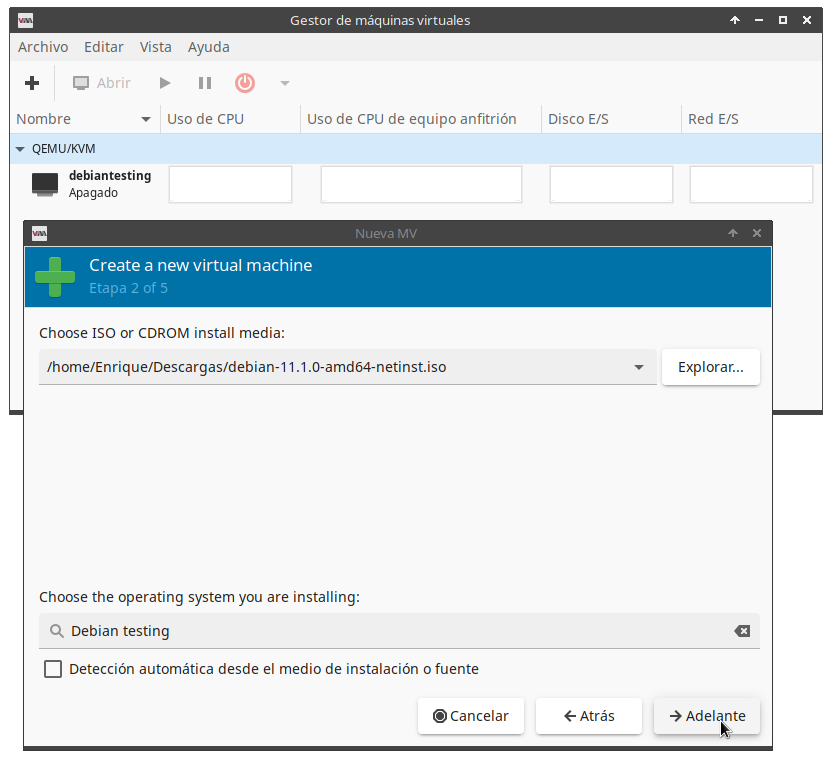 Gestor de máquinas virtuales
Archivo Editar Vista Ayuda
Abrir
Nombre Uso de CPU Uso de CPU de equipo anfitrión Disco E/S Red E/S
QEMU/KVM
debiantesting
Apagado
Nueva MV
Create a new virtual machine
Etapa 2 of 5
Choose ISO or CDROM install media:
/home/Enrique/Descargas/debian-11.1.0-amd64-netinst.iso Explorar...
Choose the operating system you are installing:
Debian testing
Detección automática desde el medio de instalación o fuente
Cancelar Atrás Adelante